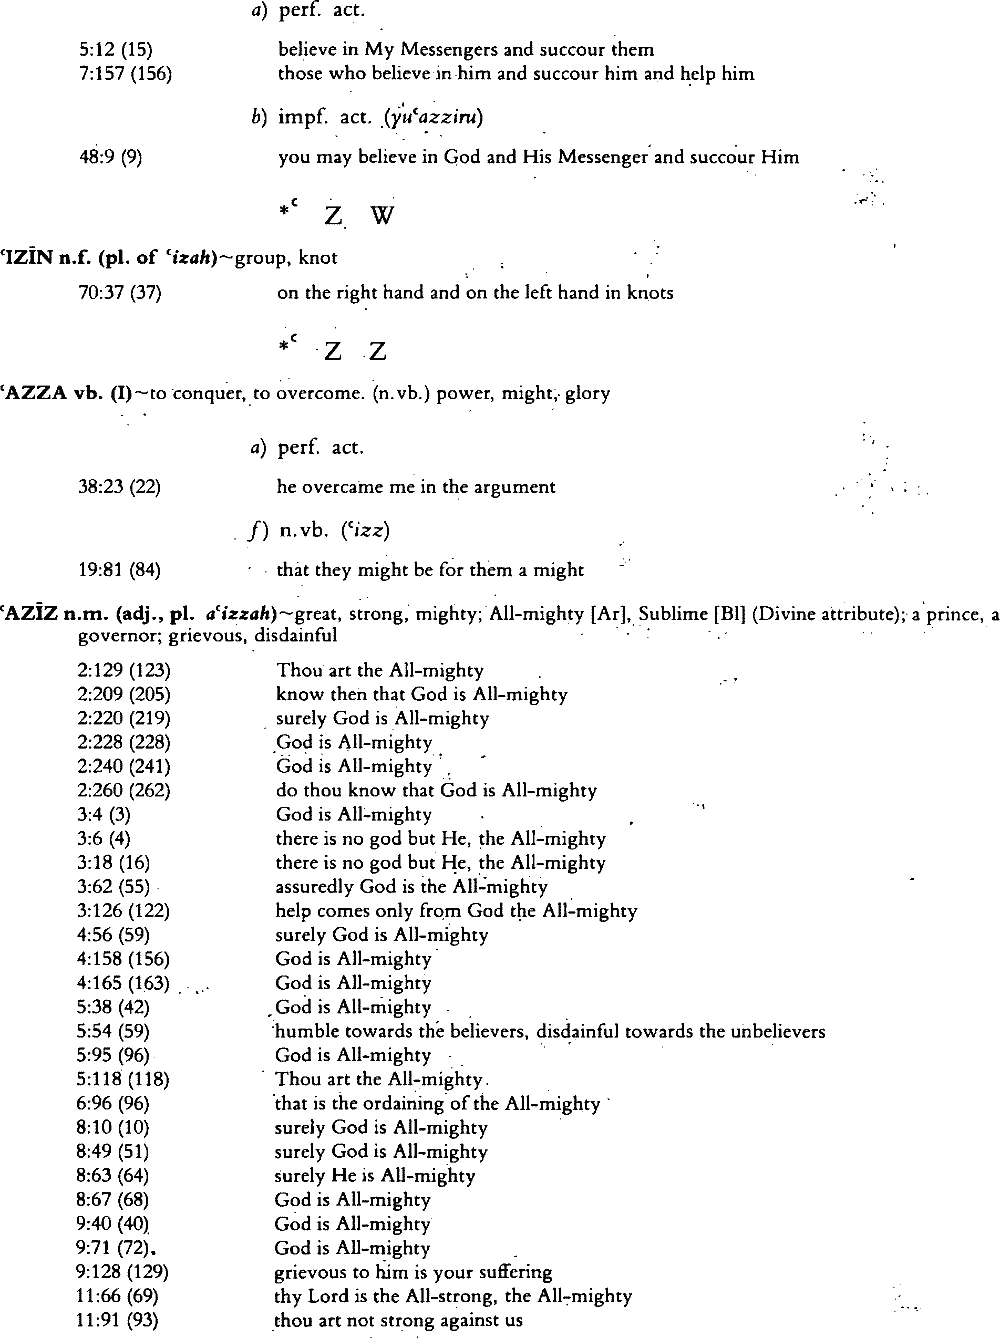 a) perf. act.
5:12 (15) believe in My Messengers and succour them
7:157 (156) those who believe in him and succour him and help him
b) impf. act. (yuʿazziru)
48:9 (9) you may believe in God and His Messenger and succour Him
*ʿ Z W
ʿIZĪN n.f. (pl. of ʿizah)~group, knot
70:37 (37) on the right hand and on the left hand in knots
*ʿ Z Z
ʿAZZA vb. (I)~to conquer, to overcome. (n.vb.) power, might, glory
a) perf. act.
38:23 (22) he overcame me in the argument
f) n.vb. (ʿizz)
19:81 (84) that they might be for them a might
ʿAZĪZ n.m. (adj., pl. aʿizzah)~great, strong, mighty; All-mighty [Ar], Sublime [Bl] (Divine attribute); a prince, a
governor; grievous, disdainful
2:129 (123) Thou art the All-mighty
2:209 (205) know then that God is All-mighty
2:220 (219) surely God is All-mighty
2:228 (228) God is All-mighty
2:240 (241) God is All-mighty
2:260 (262) do thou know that God is All-mighty
3:4 (3) God is All-mighty
3:6 (4) there is no god but He, the All-mighty
3:18 (16) there is no god but He, the All-mighty
3:62 (55) assuredly God is the All-mighty
3:126 (122) help comes only from God the All-mighty
4:56 (59) surely God is All-mighty
4:158 (156) God is All-mighty
4:165 (163) God is All-mighty
5:38 (42) God is All-mighty
5:54 (59) humble towards the believers, disdainful towards the unbelievers
5:95 (96) God is All-mighty
5:118 (118) Thou art the All-mighty
6:96 (96) that is the ordaining of the All-mighty
8:10 (10) surely God is All-mighty
8:49 (51) surely God is All-mighty
8:63 (64) surely He is All-mighty
8:67 (68) God is All-mighty
9:40 (40) God is All-mighty
9:71 (72) God is All-mighty
9:128 (129) grievous to him is your suffering
11:66 (69) thy Lord is the All-strong, the All-mighty
11:91 (93) thou art not strong against us